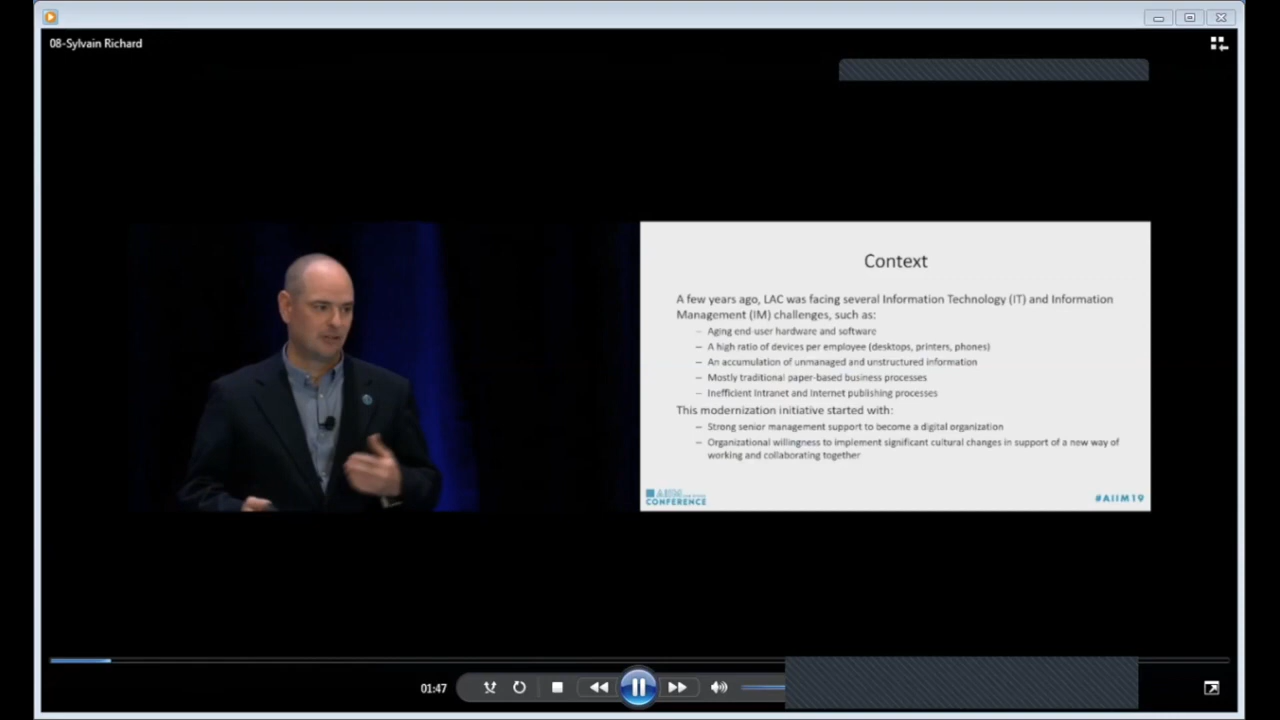 08-Sylvain Richard
Context
A few years ago, LAC was facing several Information Technology (IT) and Information
Management (IM) challenges, such as:
– Aging end-user hardware and software
– A high ratio of devices per employee (desktops, printers, phones)
– An accumulation of unmanaged and unstructured information
– Mostly traditional paper-based business processes
– Inefficient Intranet and Internet publishing processes
This modernization initiative started with:
– Strong senior management support to become a digital organization
– Organizational willingness to implement significant cultural changes in support of a new way of
working and collaborating together
AIIM
CONFERENCE
#AIIM19
01:47